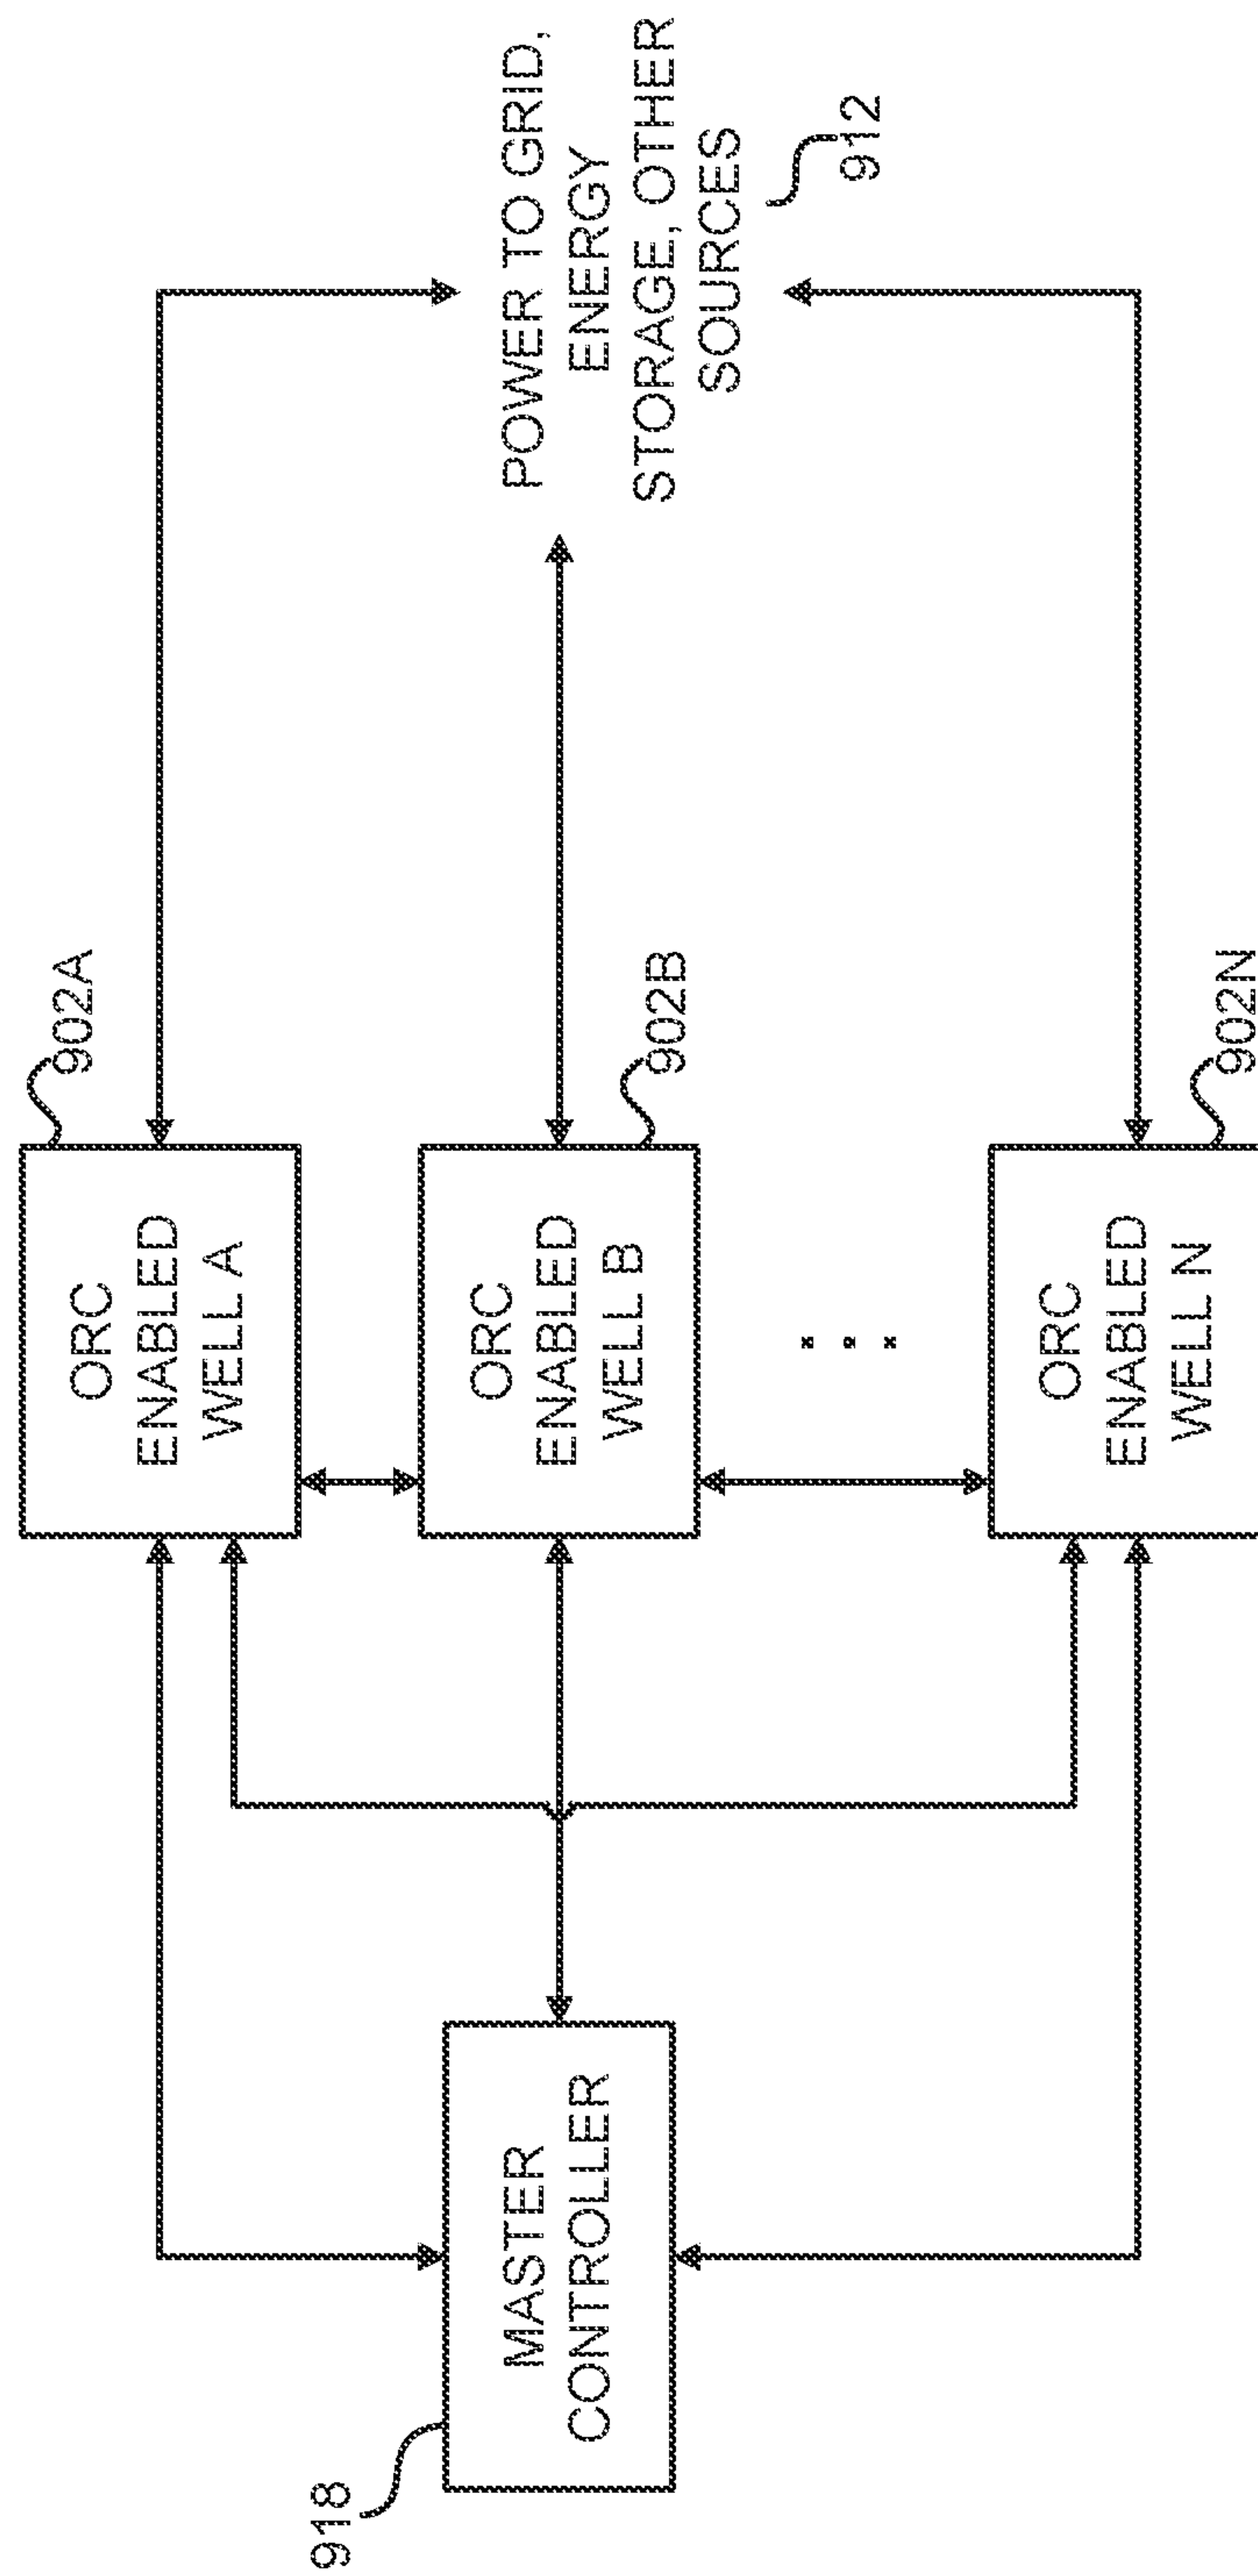 918
MASTER
CONTROLLER
ORC
ENABLED
WELL A
902A
ORC
ENABLED
WELL B
902B
. . .
ORC
ENABLED
WELL N
902N
POWER TO GRID,
ENERGY
STORAGE, OTHER
SOURCES
912